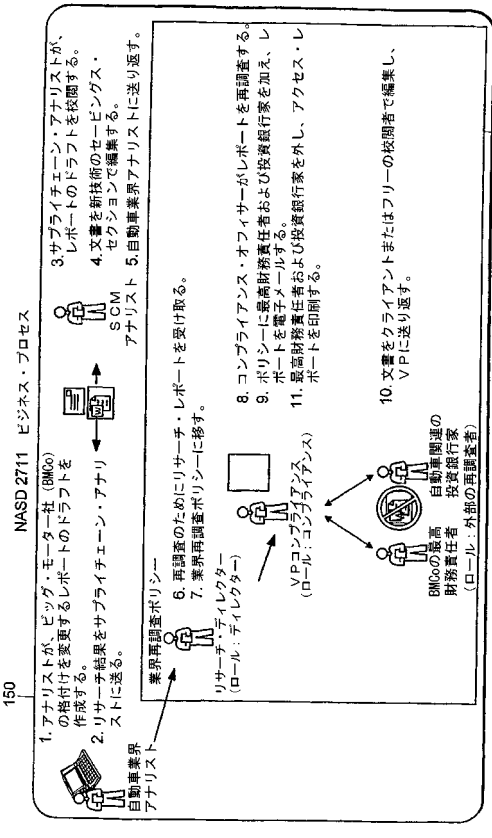 150
NASD 2711 ビジネス・プロセス
1. アナリストが、ビッグ・モーター社 (BMCo)
の格付けを変更するレポートのドラフトを
作成する。
2. リサーチ結果をサプライチェーン・アナリ
ストに送る。
自動車業界
アナリスト
SCM
アナリスト
3.サプライチェーン・アナリストが、
レポートのドラフトを校閲する。
4. 文書を新技術のセービングス・
セクションで編集する。
5. 自動車業界アナリストに送り返す。
業界再調査ポリシー
6. 再調査のためにリサーチ・レポートを受け取る。
7. 業界再調査ポリシーに移す。
リサーチ・ディレクター
(ロール:ディレクター)
VPコンプライアンス
(ロール:コンプライアンス)
8. コンプライアンス・オフィサーがレポートを再調査する。
9. ポリシーに最高財務責任者および投資銀行家を加え、レ
ポートを電子メールする。
11. 最高財務責任者および投資銀行家を外し、アクセス・レ
ポートを印刷する。
10. 文書をクライアントまたはフリーの校閲者で編集し、
VPに送り返す。
BMCoの最高
財務責任者
自動車関連の
投資銀行家
(ロール:外部の再調査者)